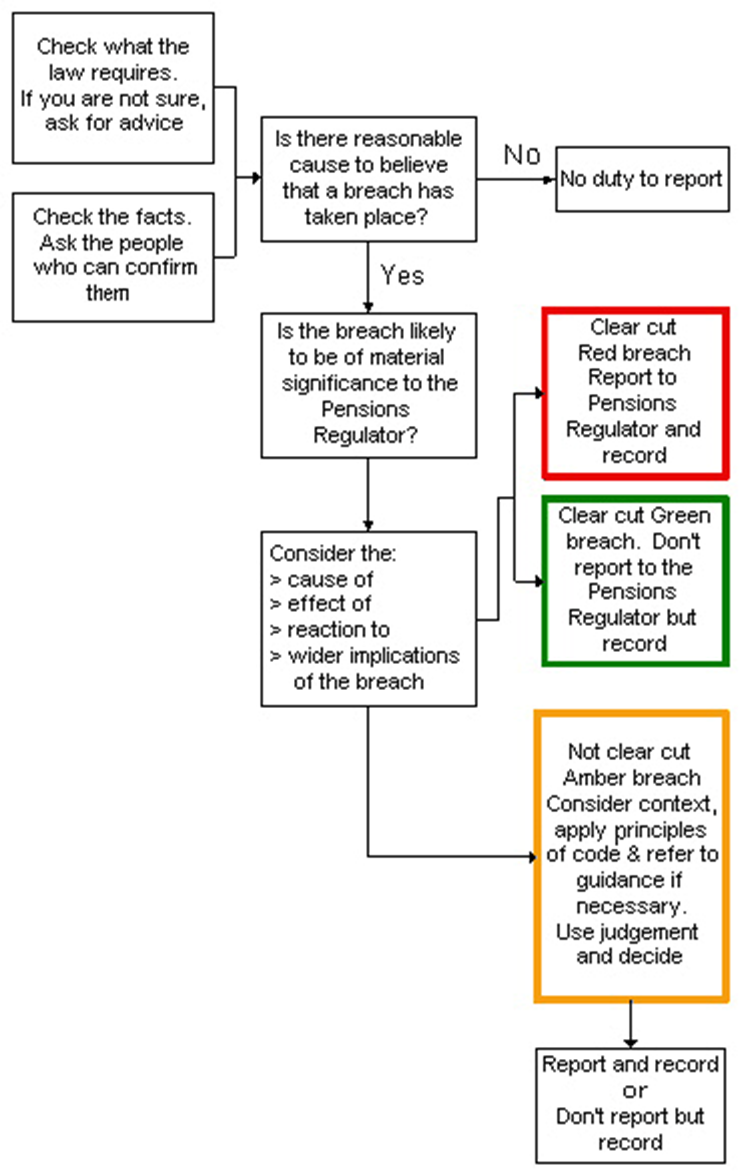 Check what the
law requires.
If you are not sure,
ask for advice
Check the facts.
Ask the people
who can confirm
them
Is there reasonable
cause to believe
that a breach has
taken place?
No
No duty to report
Yes
Is the breach likely
to be of material
significance to the
Pensions
Regulator?
Clear cut
Red breach
Report to
Pensions
Regulator and
record
Clear cut Green
breach. Don't
report to the
Pensions
Regulator but
record
Consider the:
> cause of
> effect of
> reaction to
> wider implications
of the breach
Not clear cut
Amber breach
Consider context,
apply principles
of code & refer to
guidance if
necessary.
Use judgement
and decide
Report and record
or
Don't report but
record